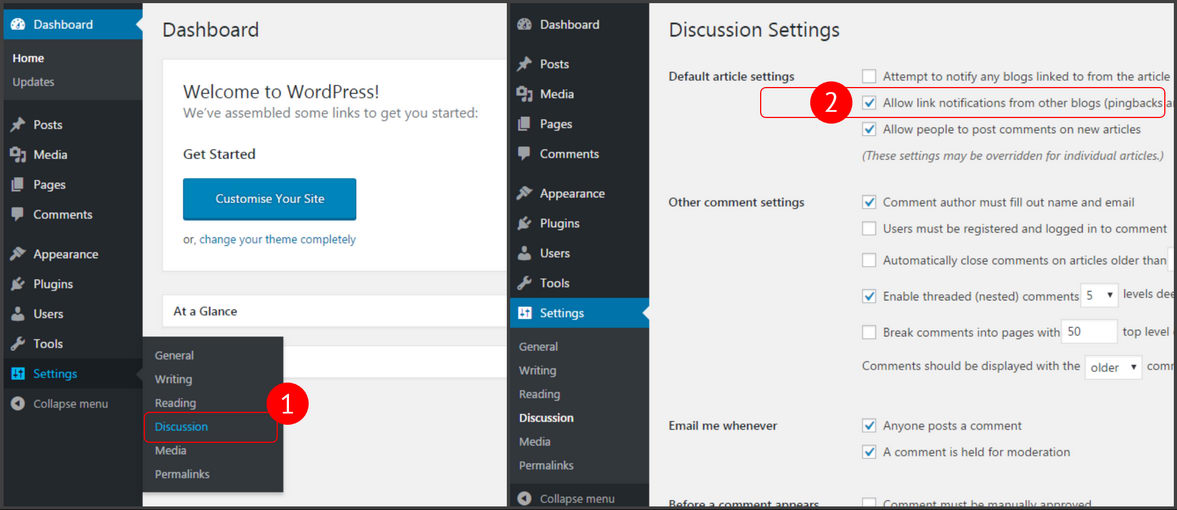 Dashboard
Home
Updates
Posts
Media
Pages
Comments
Appearance
Plugins
Users
Tools
Settings
Collapse menu
Dashboard
Welcome to WordPress!
We've assembled some links to get you started:
Get Started
Customise Your Site
or, change your theme completely
At a Glance
General
Writing
Reading
1
Discussion
Media
Permalinks
Dashboard
Posts
Media
Pages
Comments
Appearance
Plugins
Users
Tools
Settings
General
Writing
Reading
Discussion
Media
Permalinks
Collapse menu
Discussion Settings
Default article settings
Attempt to notify any blogs linked to from the article
2 Allow link notifications from other blogs (pingbacks
Allow people to post comments on new articles
(These settings may be overridden for individual articles.)
Other comment settings
Comment author must fill out name and email
Users must be registered and logged in to comment
Automatically close comments on articles older than
Enable threaded (nested) comments 5 levels
Break comments into pages with 50 top level
Comments should be displayed with the older
Email me whenever
Anyone posts a comment
A comment is held for moderation
Before a comment appears
Comment must be manually approved